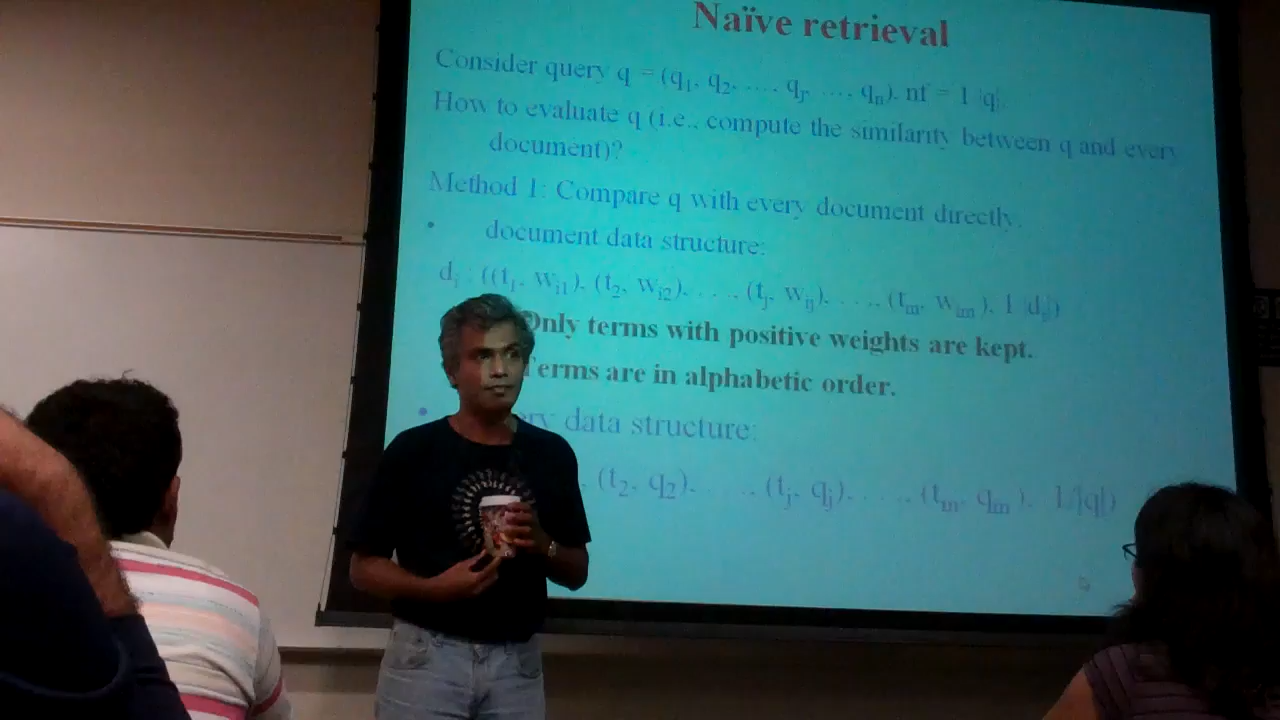 Naïve retrieval
Consider query q = (q1, q2, ..., qj, ..., qn), nf = 1/|q|.
How to evaluate q (i.e., compute the similarity between q and every
document)?
Method 1: Compare q with every document directly.
• document data structure:
di : ((t1, wi1), (t2, wi2), . . ., (tj, wij), . . ., (tm, wim), 1/|di|)
Only terms with positive weights are kept.
Terms are in alphabetic order.
• data structure:
(t2, q2), . . ., (tj, qj), . . ., (tm, qm), 1/|q|)